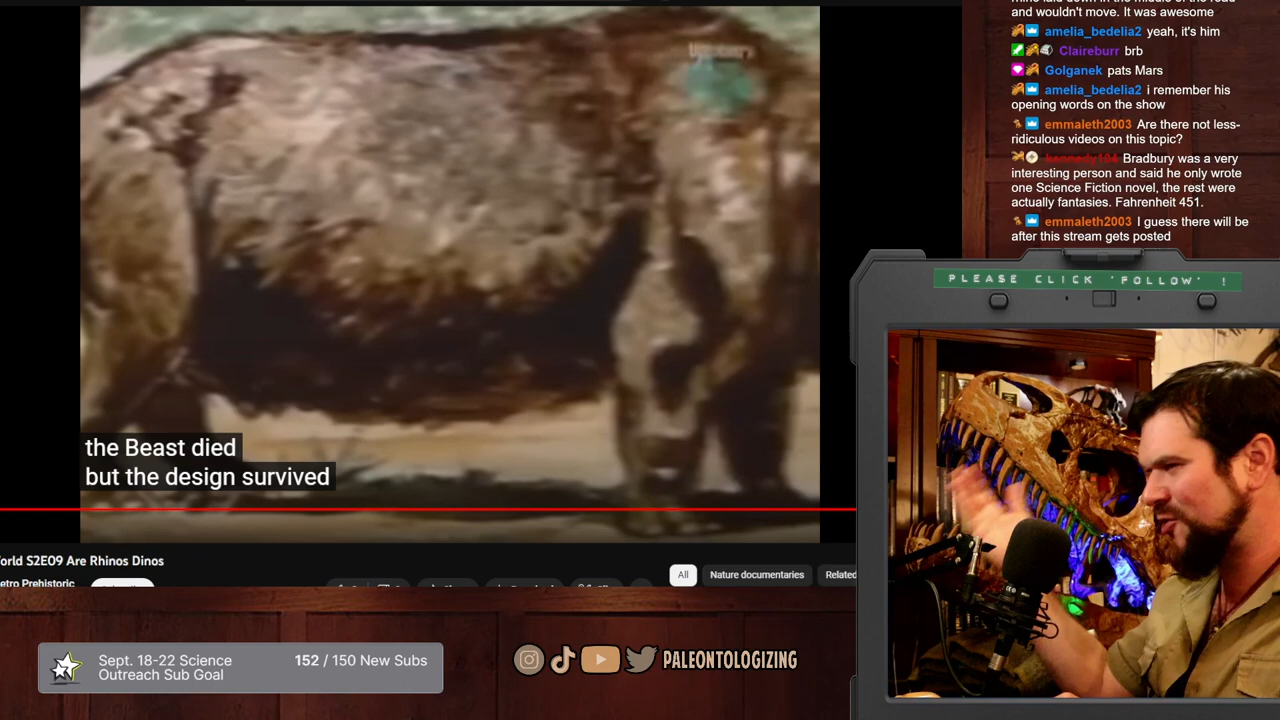 and wouldn't move. It was awesome
amelia_bedelia2 yeah, it's him
Claireburr brb
Golganek pats Mars
amelia_bedelia2 i remember his
opening words on the show
emmaleth2003 Are there not less-
ridiculous videos on this topic?
Bradbury was a very
interesting person and said he only wrote
one Science Fiction novel, the rest were
actually fantasies. Fahrenheit 451.
emmaleth2003 I guess there will be
after this stream gets posted
PLEASE CLICK 'FOLLOW' !
the Beast died
but the design survived
orld S2E09 Are Rhinos Dinos
etro Prehistoric
All
Nature documentaries
Related
Sept. 18-22 Science
Outreach Sub Goal
152 / 150 New Subs
PALEONTOLOGIZING